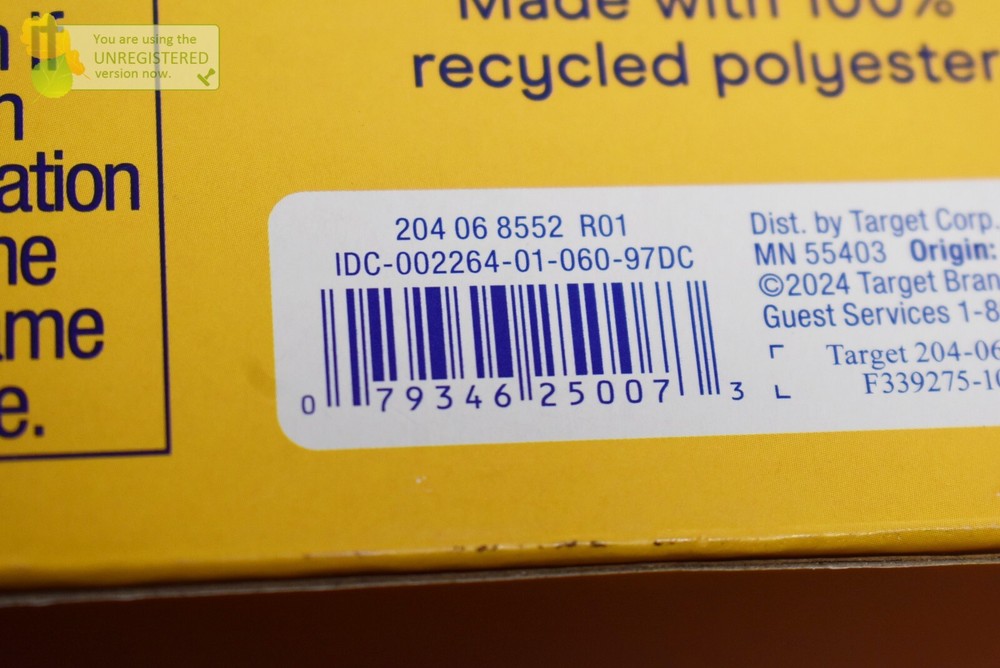 You are using the
UNREGISTERED
version now.
if
Made with 100%
recycled polyester
204 06 8552 R01
IDC-002264-01-060-97DC
0 79346 25007 3
Dist. by Target Corp.
MN 55403 Origin:
©2024 Target Bran
Guest Services 1-8
Target 204-06
F339275-10
n
ation
he
ame
e.